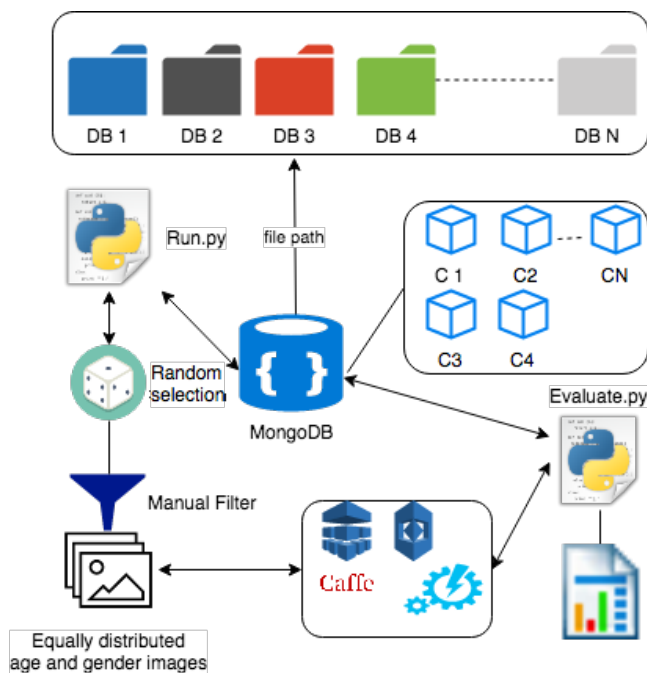 DB 1
DB 2
DB 3
DB 4
DB N
Run.py
file path
C 1
C2
CN
C3
C4
Random
selection
{ }
MongoDB
Evaluate.py
Manual Filter
Caffe
Equally distributed
age and gender images